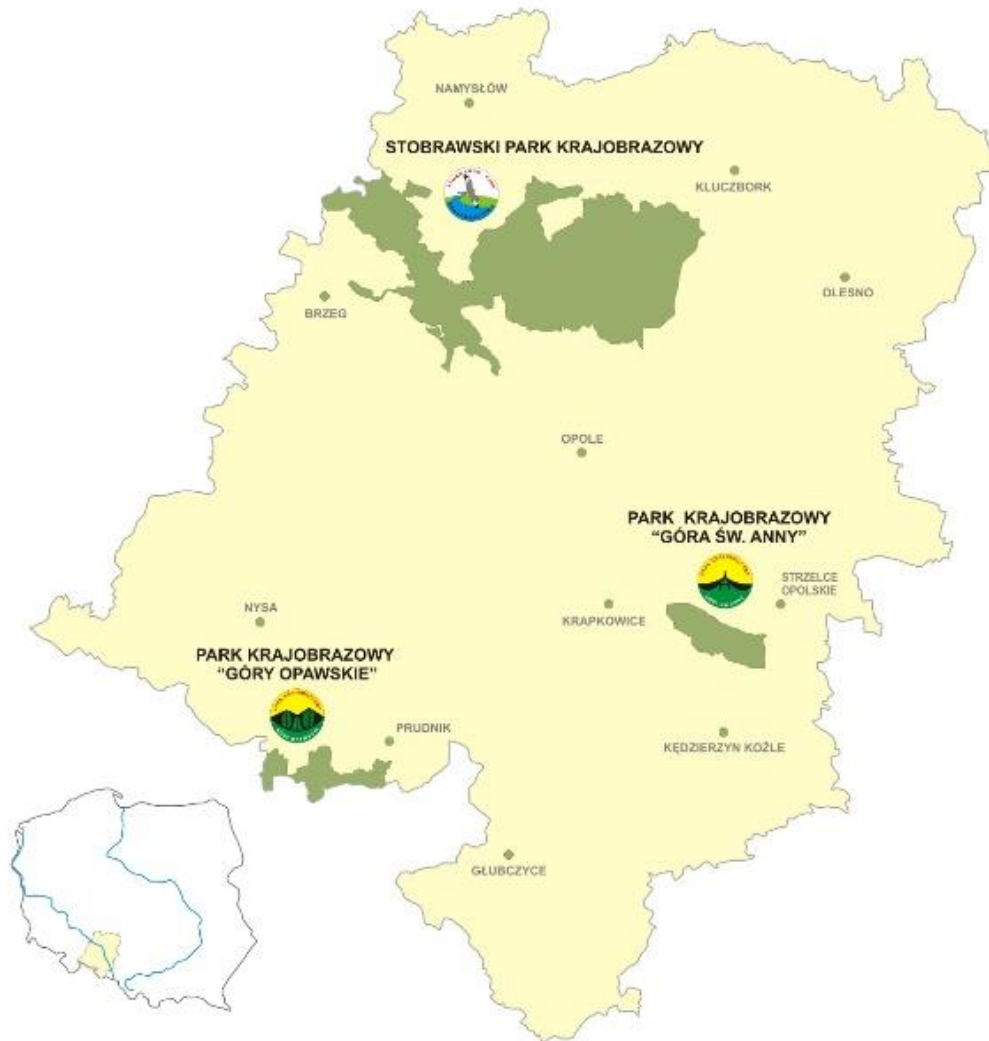 NAMYSŁÓW
STOBRAWSKI PARK KRAJOBRAZOWY
KLUCZBORK
OLESNO
BRZEG
OPOLE
PARK KRAJOBRAZOWY
"GÓRA ŚW. ANNY"
STRZELCE
OPOLSKIE
KRAPKOWICE
NYSA
PARK KRAJOBRAZOWY
"GÓRY OPAWSKIE"
PRUDNIK
KĘDZIERZYN KOŹLE
GŁUBCZYCE